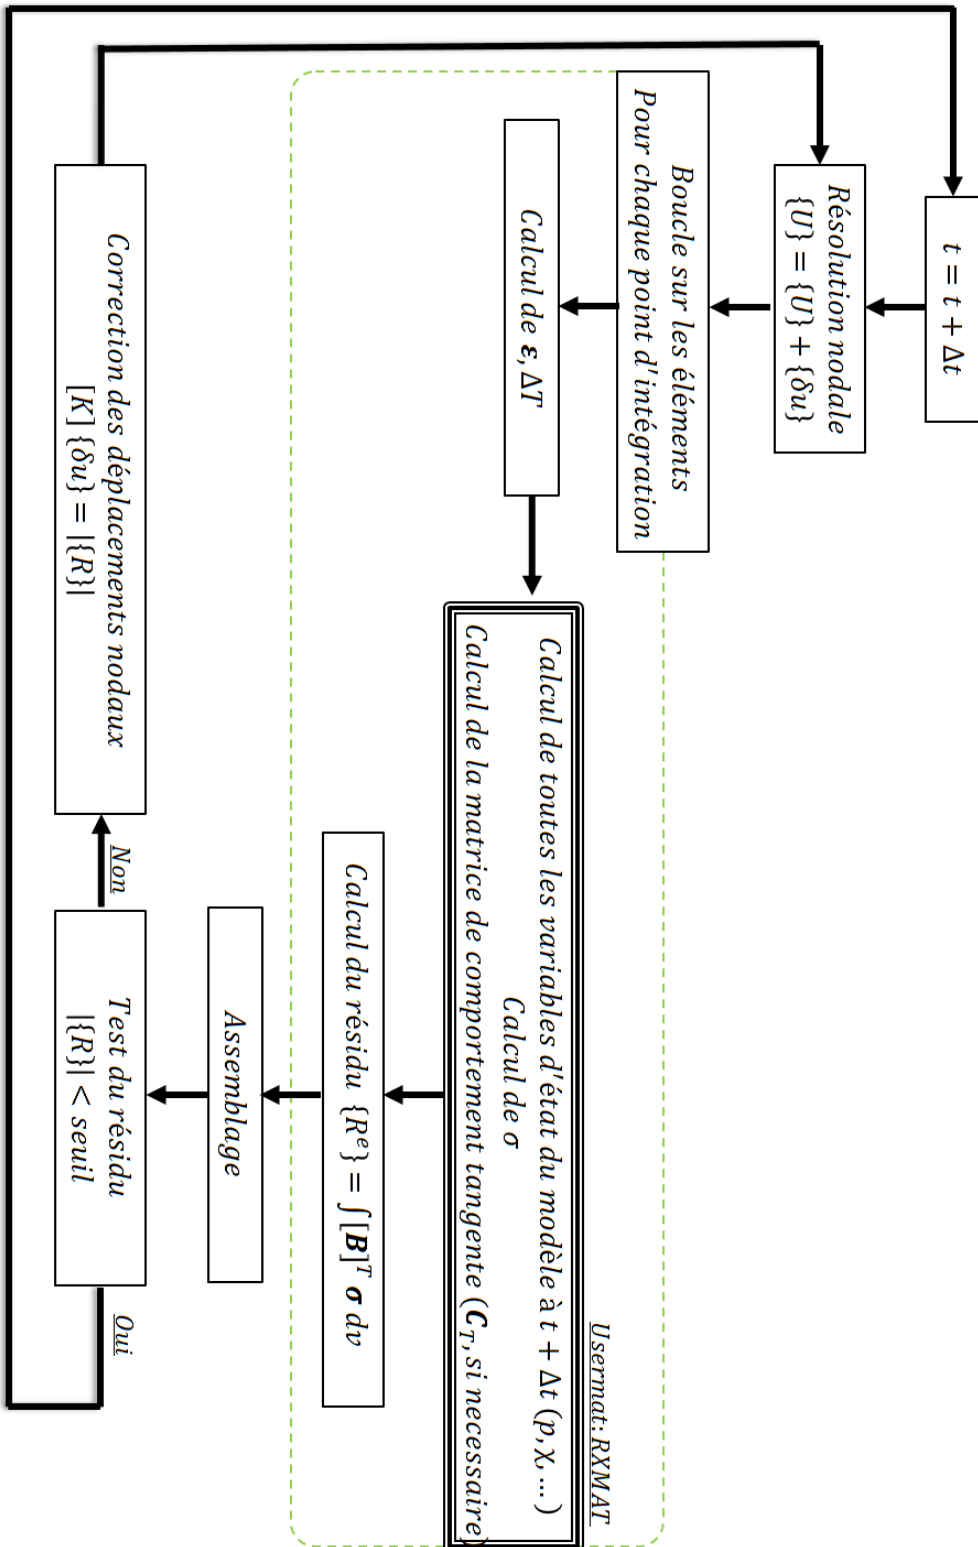 t = t + Δt
Résolution nodale
{U} = {U} + {δu}
Boucle sur les éléments
Pour chaque point d'intégration
Calcul de ε, ΔT
Usermat: RXMAT
Calcul de toutes les variables d'état du modèle à t + Δt (p, χ, … )
Calcul de σ
Calcul de la matrice de comportement tangente (C_T, si necessaire)
Calcul du résidu {R^e} = ∫[B]^T σ dv
Assemblage
Test du résidu
|{R}| < seuil
Oui
Non
Correction des déplacements nodaux
[K] {δu} = |{R}|